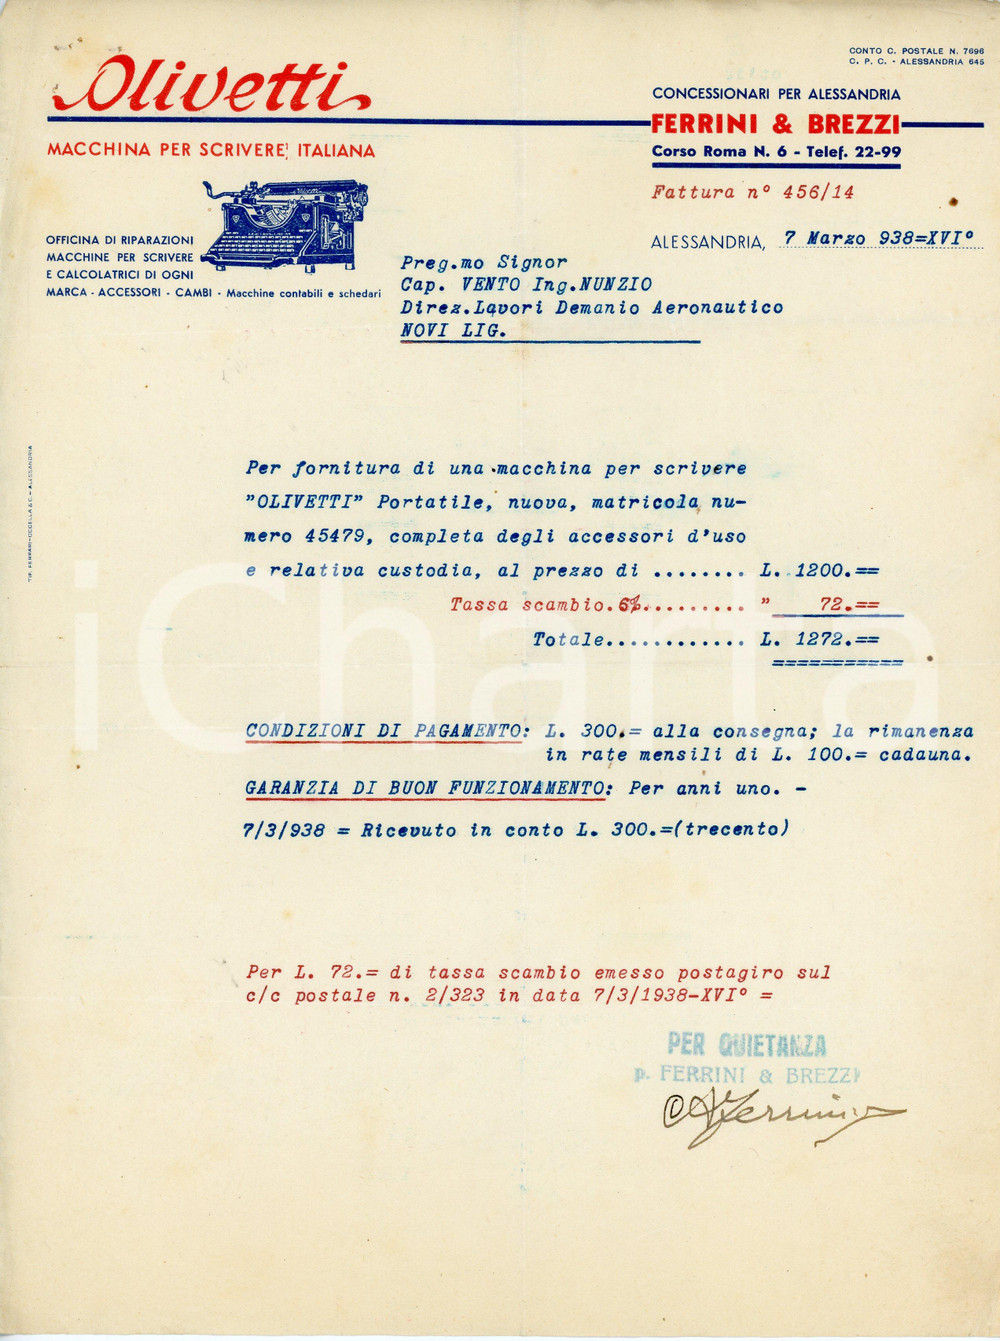 CONTO C. POSTALE N. 7696
C. P. C. - ALESSANDRIA 645
Olivetti
MACCHINA PER SCRIVERE ITALIANA
CONCESSIONARI PER ALESSANDRIA
FERRINI & BREZZI
Corso Roma N. 6 - Telef. 22-99
Fattura n° 456/14
ALESSANDRIA, 7 Marzo 938=XVI°
OFFICINA DI RIPARAZIONI
MACCHINE PER SCRIVERE
E CALCOLATRICI DI OGNI
MARCA - ACCESSORI - CAMBI - Macchine contabili e schedari
Preg.mo Signor
Cap. VENTO Ing.NUNZIO
Direz.Lavori Demanio Aeronautico
NOVI LIG.
Per fornitura di una macchina per scrivere
"OLIVETTI" Portatile, nuova, matricola nu-
mero 45479, completa degli accessori d'uso
e relativa custodia, al prezzo di ........ L. 1200.==
Tassa scambio.6%......... " 72.==
Totale............ L. 1272.==
===========
CONDIZIONI DI PAGAMENTO: L. 300.= alla consegna; la rimanenza
in rate mensili di L. 100.= cadauna.
GARANZIA DI BUON FUNZIONAMENTO: Per anni uno. -
7/3/938 = Ricevuto in conto L. 300.=(trecento)
Per L. 72.= di tassa scambio emesso postagiro sul
c/c postale n. 2/323 in data 7/3/1938-XVI° =
PER QUIETANZA
p. FERRINI & BREZZI
iCharta